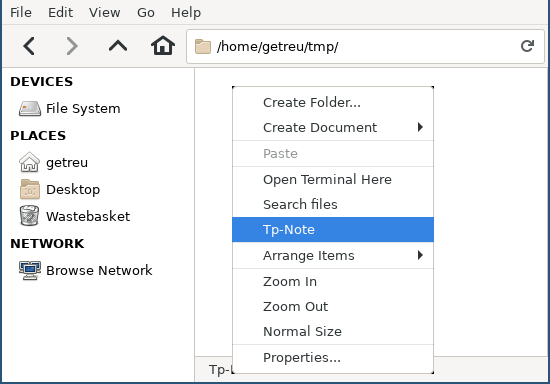 File Edit View Go Help
/home/getreu/tmp/
DEVICES
File System
PLACES
getreu
Desktop
Wastebasket
NETWORK
Browse Network
Create Folder...
Create Document
Paste
Open Terminal Here
Search files
Tp-Note
Arrange Items
Zoom In
Zoom Out
Normal Size
Properties...